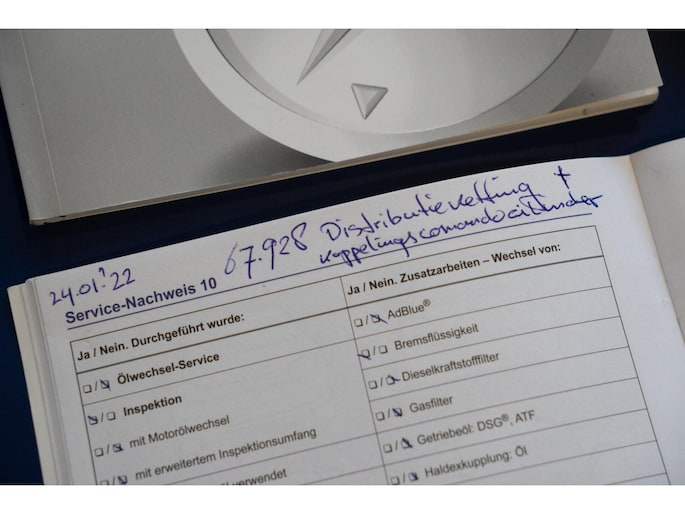 24.01.'22 67.928 Distributieketting +
koppelingscomandocilinder
Service-Nachweis 10
Ja / Nein. Durchgeführt wurde:
☐/☒ Ölwechsel-Service
☒/☐ Inspektion
☐/☒ mit Motorölwechsel
☐/☒ mit erweitertem Inspektionsumfang
verwendet
Ja / Nein. Zusatzarbeiten – Wechsel von:
☐/☒ AdBlue®
☒/☐ Bremsflüssigkeit
☐/☒ Dieselkraftstofffilter
☐/☒ Gasfilter
☐/☒ Getriebeöl: DSG®, ATF
☐/☒ Haldexkupplung: Öl